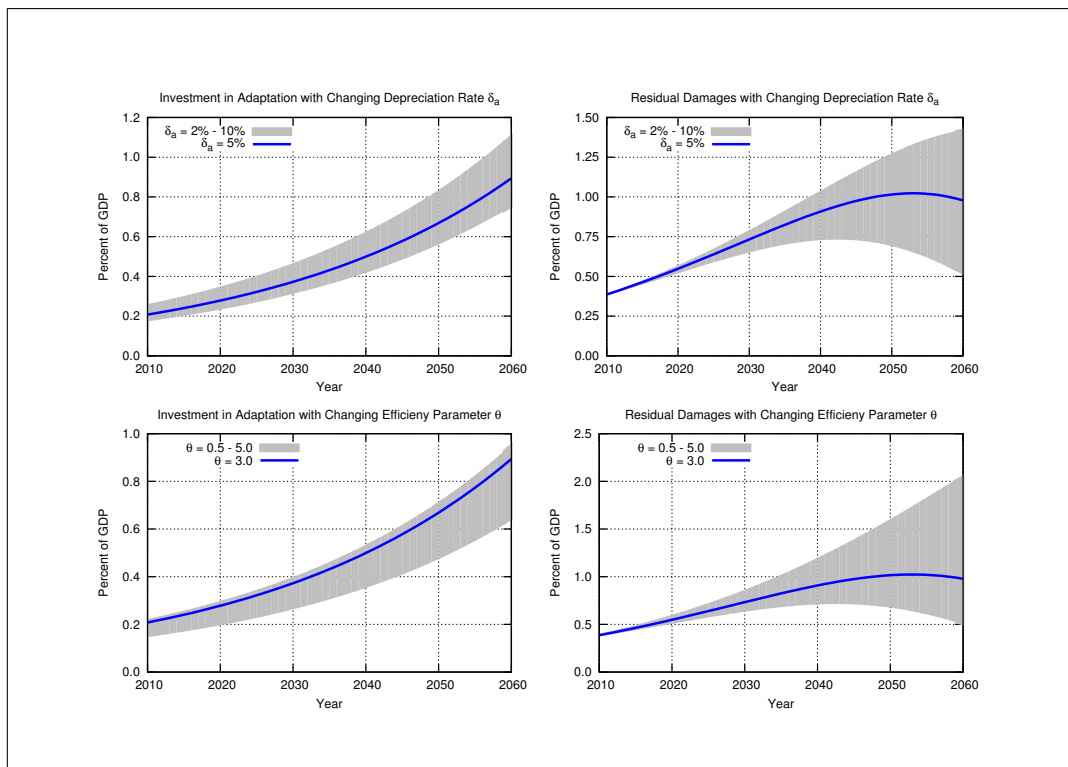 Investment in Adaptation with Changing Depreciation Rate δa
1.2
1.0
0.8
0.6
0.4
0.2
0.0
Percent of GDP
δa = 2% - 10%
δa = 5%
2010 2020 2030 2040 2050 2060
Year
Residual Damages with Changing Depreciation Rate δa
1.50
1.25
1.00
0.75
0.50
0.25
0.00
Percent of GDP
δa = 2% - 10%
δa = 5%
2010 2020 2030 2040 2050 2060
Year
Investment in Adaptation with Changing Efficieny Parameter θ
1.0
0.8
0.6
0.4
0.2
0.0
Percent of GDP
θ = 0.5 - 5.0
θ = 3.0
2010 2020 2030 2040 2050 2060
Year
Residual Damages with Changing Efficieny Parameter θ
2.5
2.0
1.5
1.0
0.5
0.0
Percent of GDP
θ = 0.5 - 5.0
θ = 3.0
2010 2020 2030 2040 2050 2060
Year